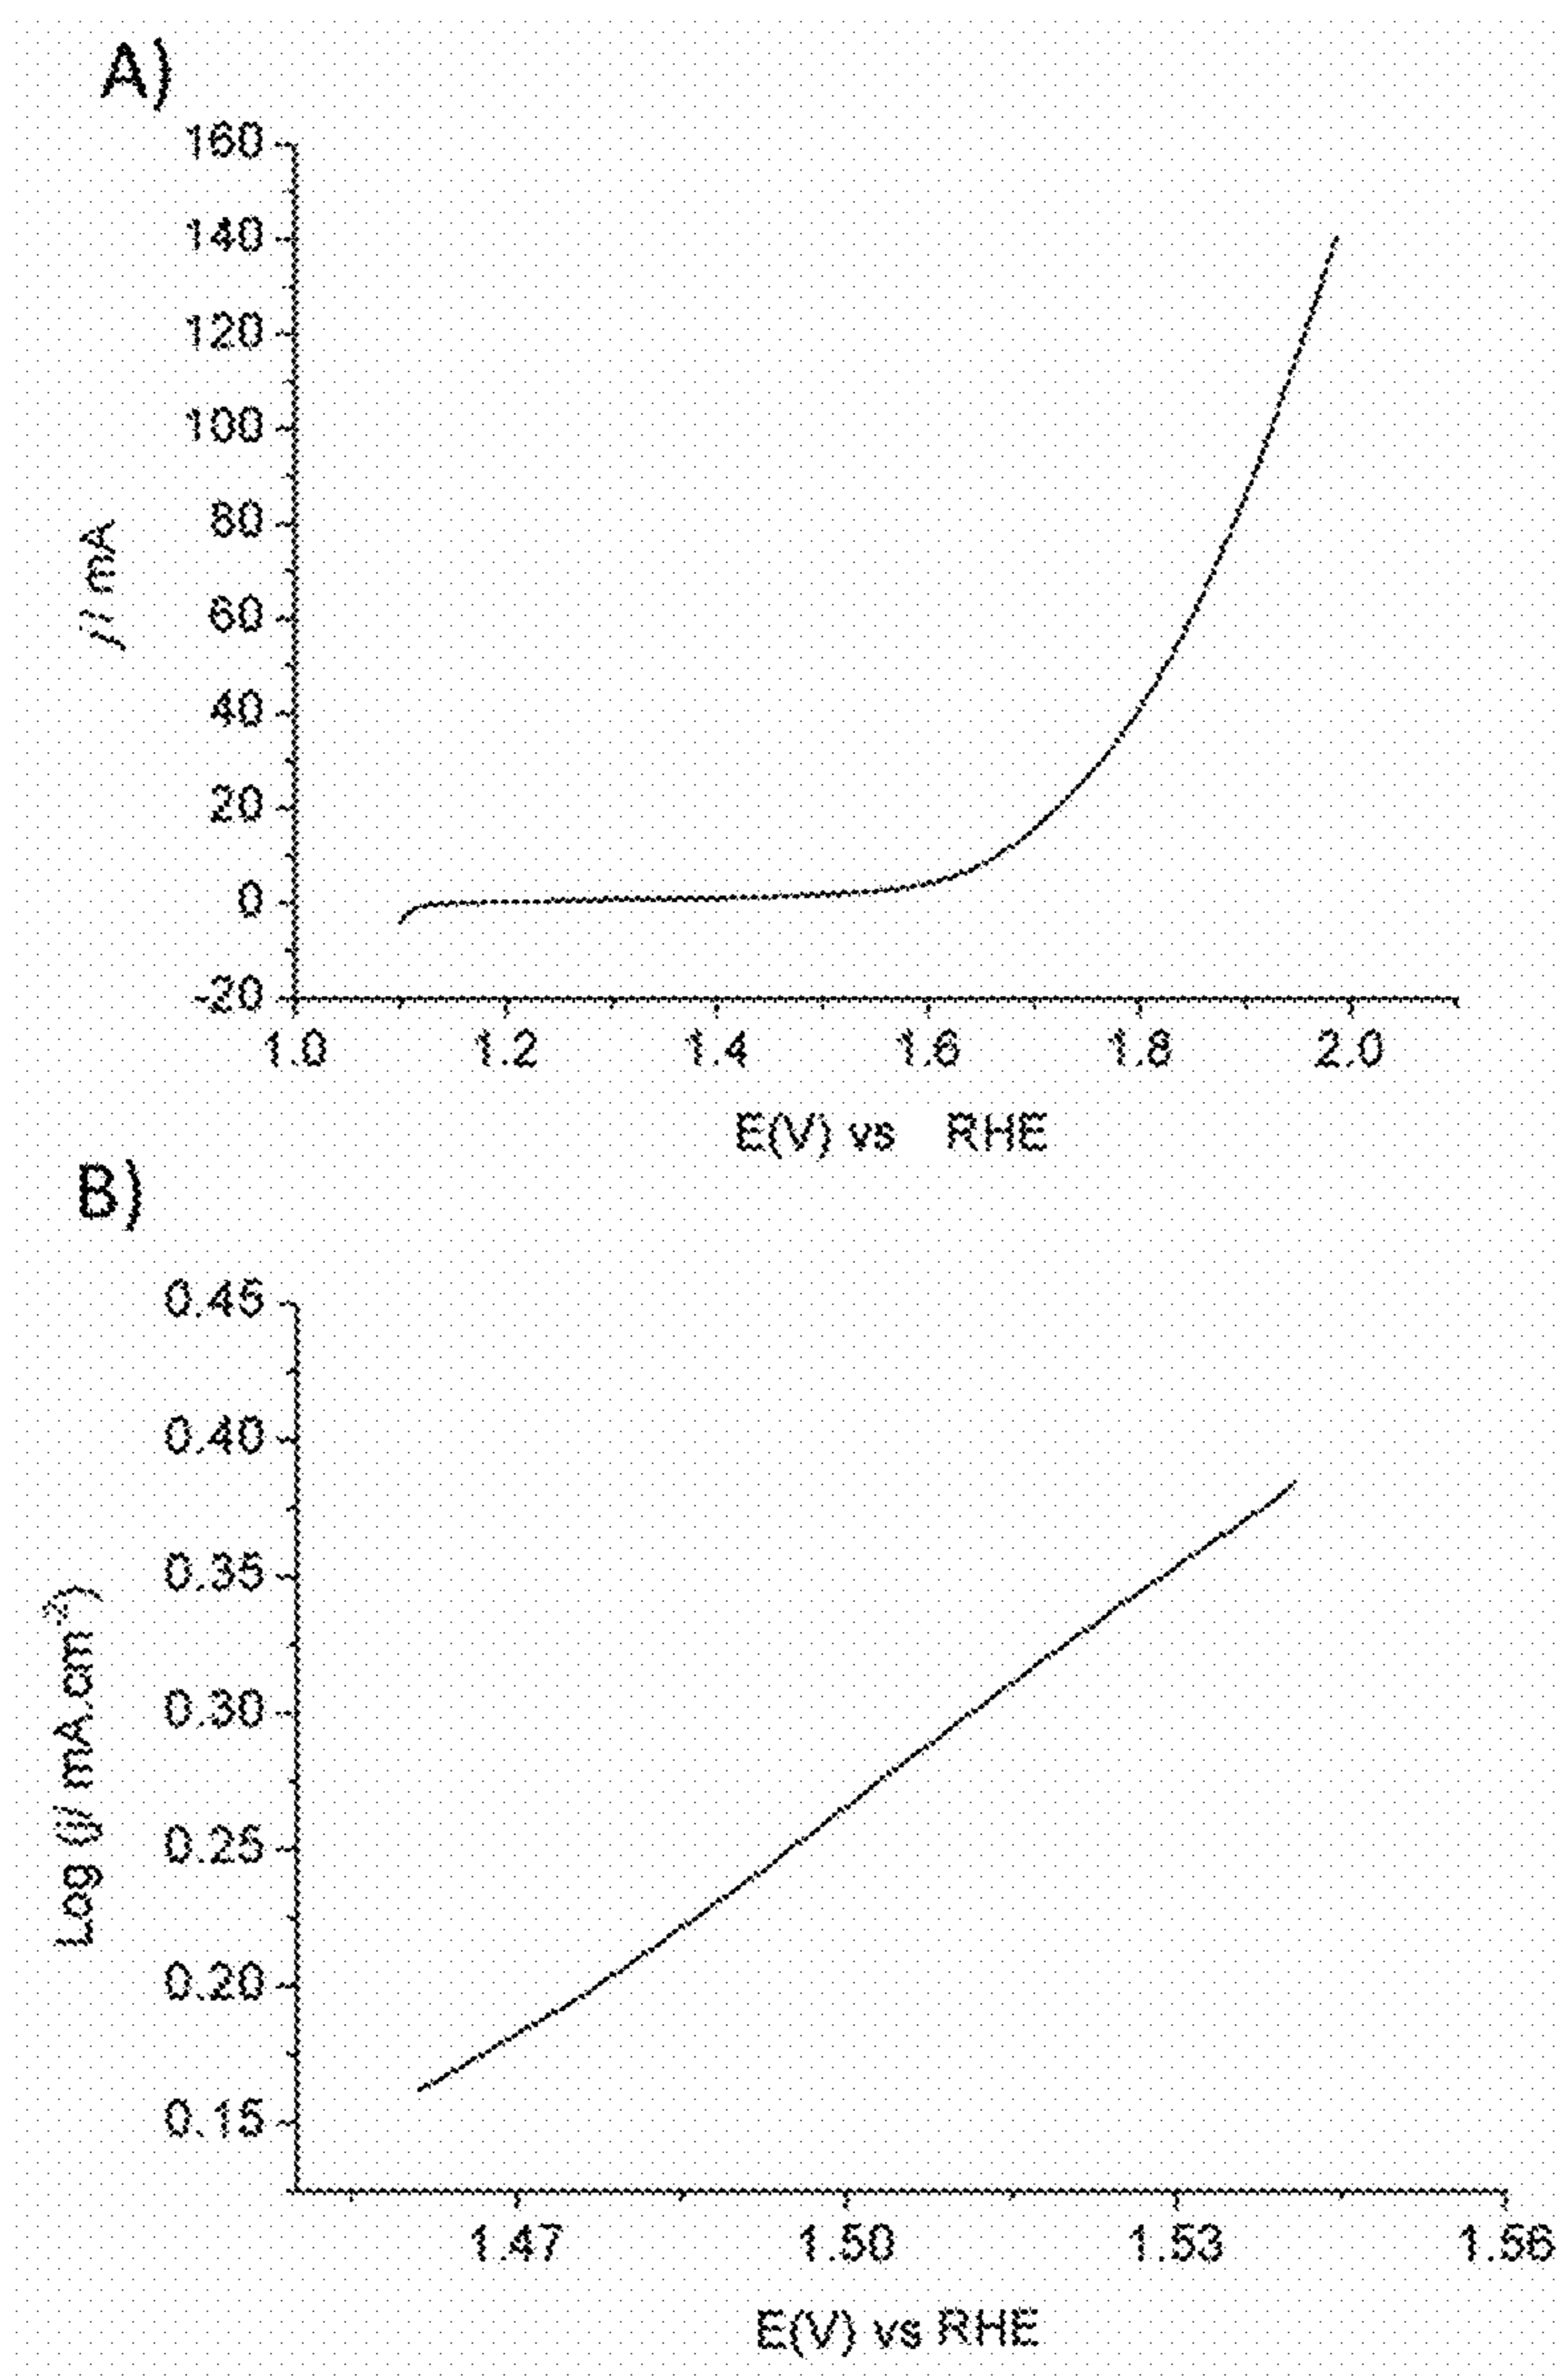 A)
160
140
120
100
80
60
40
20
0
-20
j/ mA
1.0 1.2 1.4 1.6 1.8 2.0
E(V) vs RHE
B)
0.45
0.40
0.35
0.30
0.25
0.20
0.15
Log (j/ mA.cm-2)
1.47 1.50 1.53 1.56
E(V) vs RHE